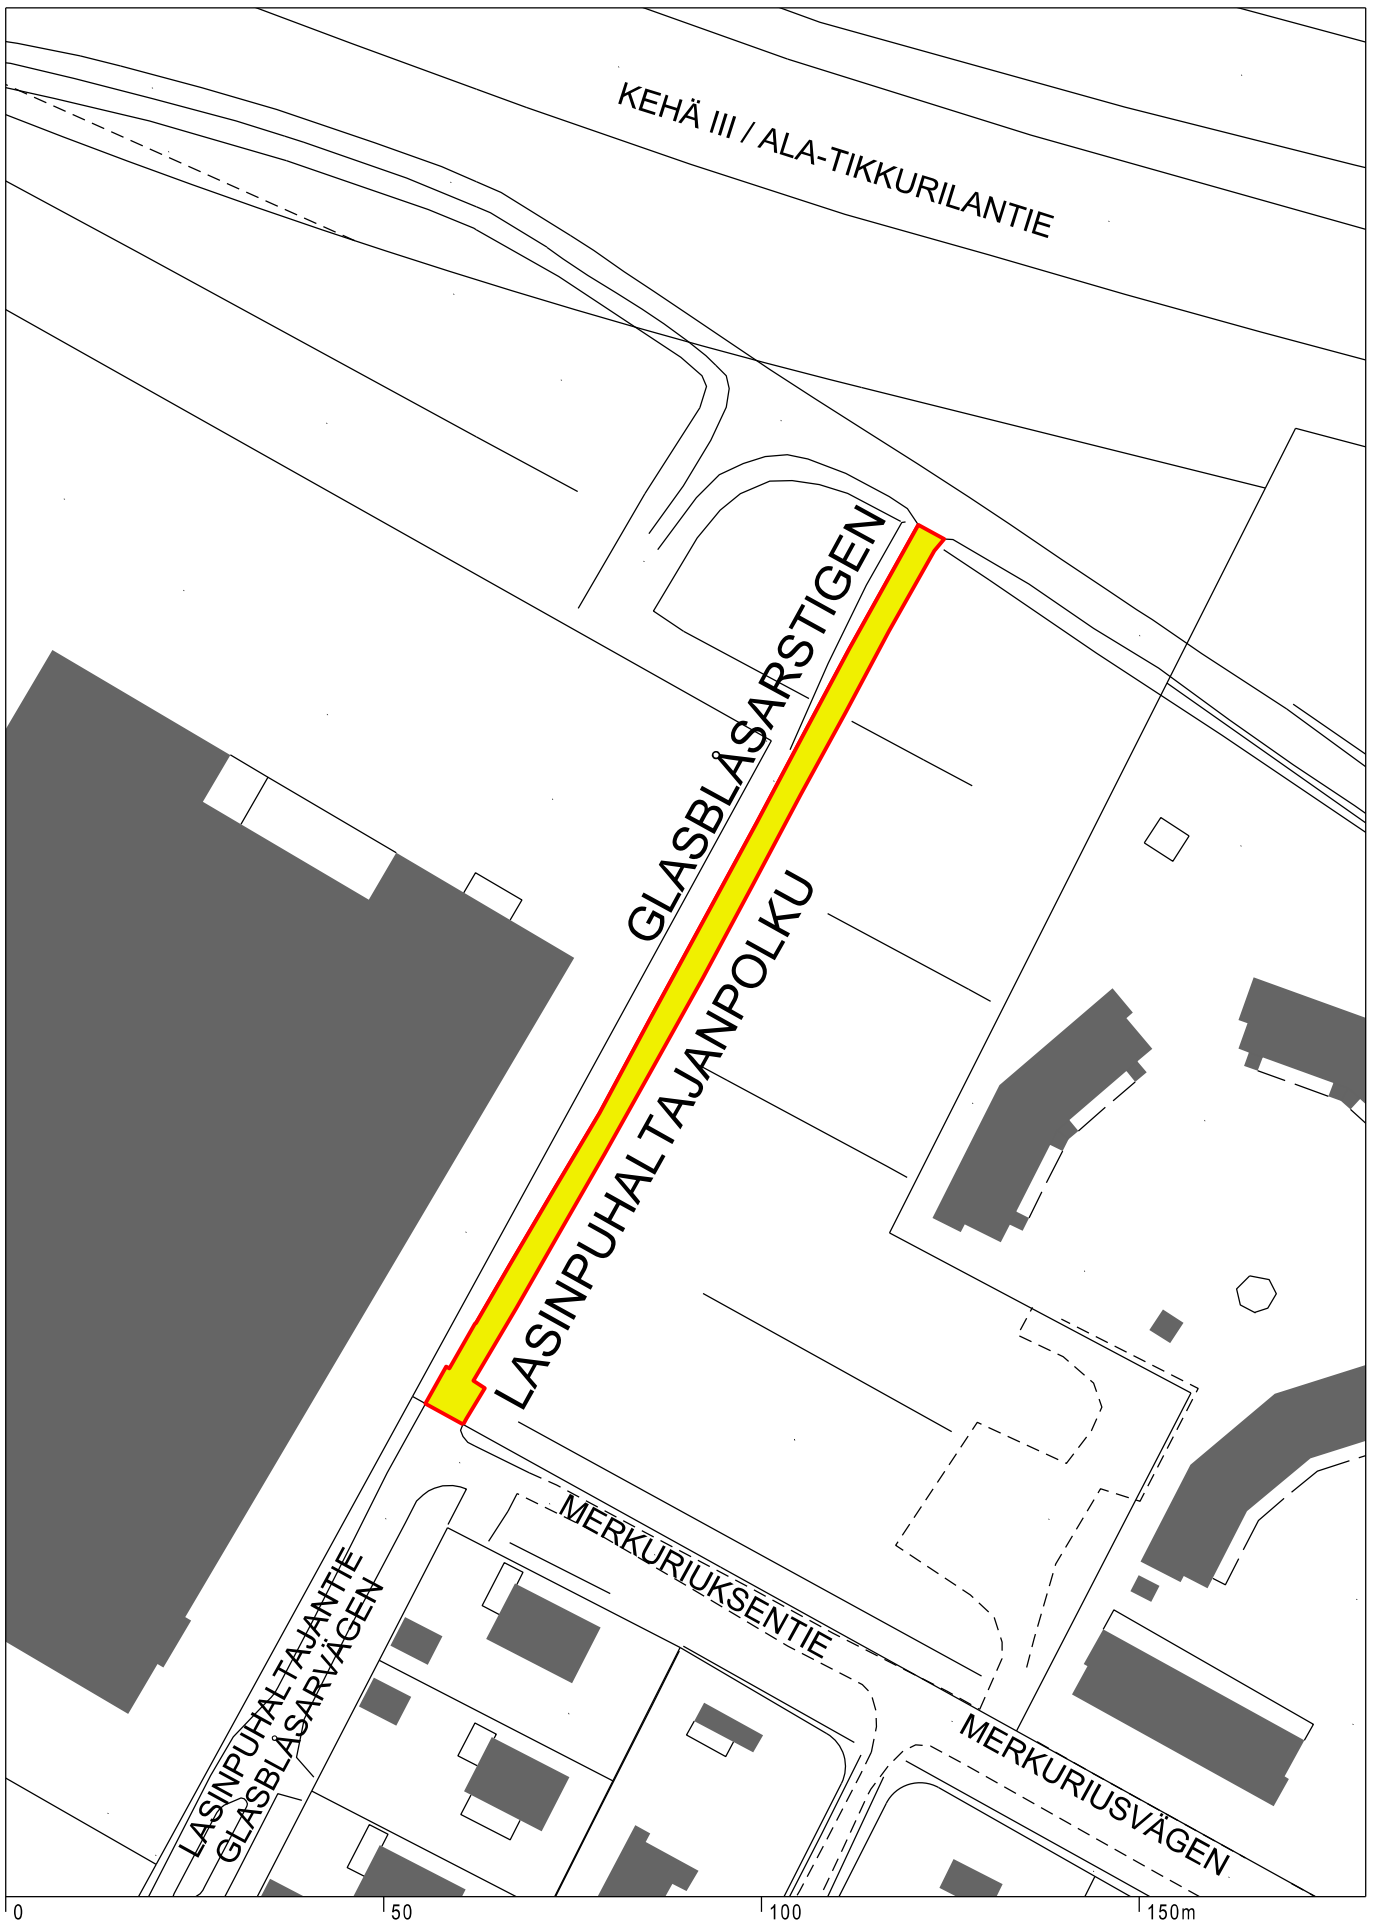 KEHÄ III / ALA-TIKKURILANTIE
GLASBLÅSARSTIGEN
LASINPUHALTAJANPOLKU
MERKURIUKSENTIE
LASINPUHALTAJANTIE
GLASBLÅSARVÄGEN
MERKURIUSVÄGEN
0 50 100 150m